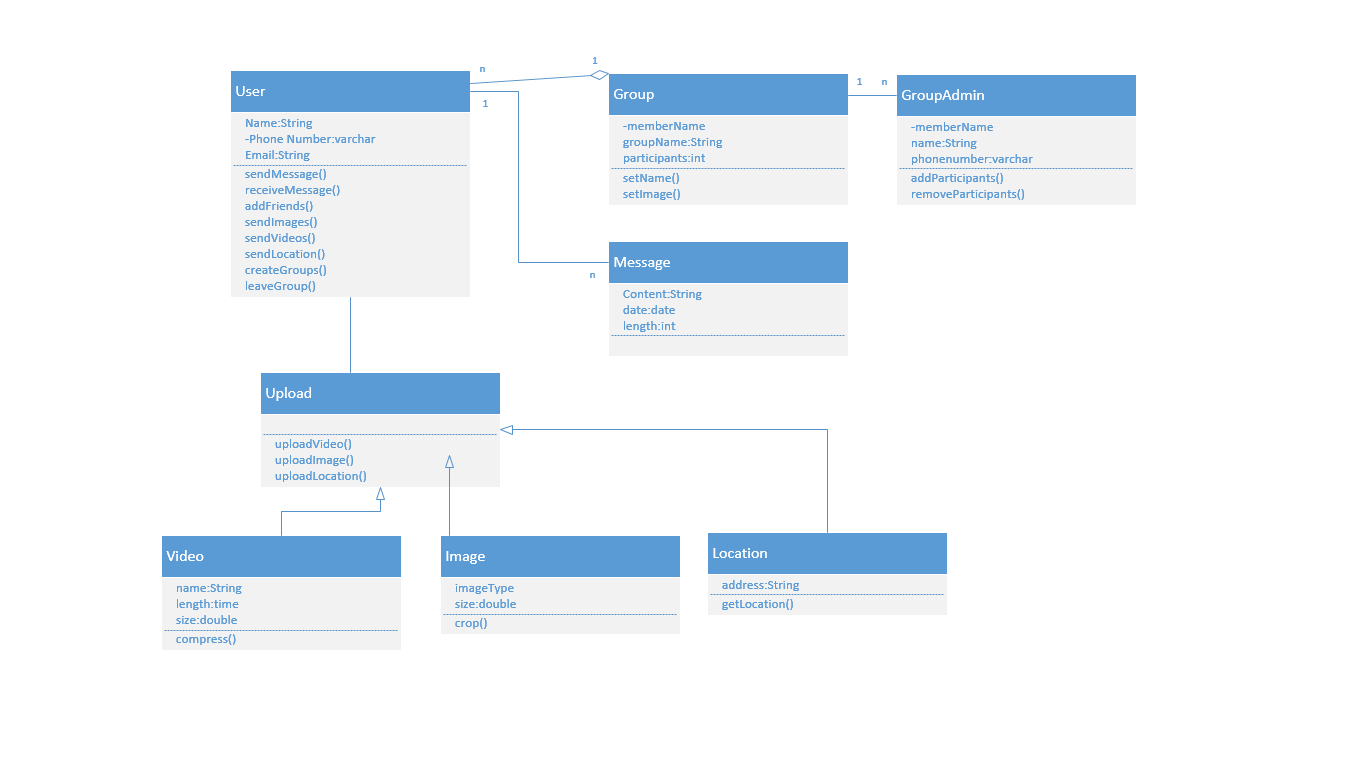 User
Name:String
-Phone Number:varchar
Email:String
sendMessage()
receiveMessage()
addFriends()
sendImages()
sendVideos()
sendLocation()
createGroups()
leaveGroup()
n
1
1
Group
-memberName
groupName:String
participants:int
setName()
setImage()
1
n
GroupAdmin
-memberName
name:String
phonenumber:varchar
addParticipants()
removeParticipants()
n
Message
Content:String
date:date
length:int
Upload
uploadVideo()
uploadImage()
uploadLocation()
Video
name:String
length:time
size:double
compress()
Image
imageType
size:double
crop()
Location
address:String
getLocation()